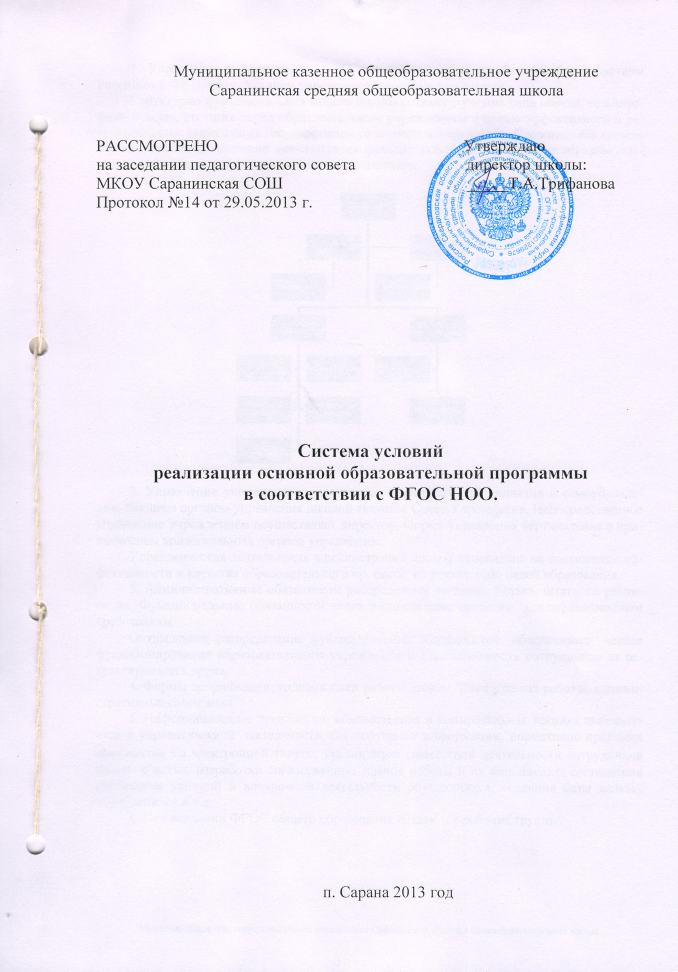 Муниципальное казенное общеобразовательное учреждение
Саранинская средняя общеобразовательная школа
РАССМОТРЕНО
на заседании педагогического совета
МКОУ Саранинская СОШ
Протокол №14 от 29.05.2013 г.
Утверждаю
директор школы:
Т.А.Трифанова
Система условий
реализации основной образовательной программы
в соответствии с ФГОС НОО.
п. Сарана 2013 год